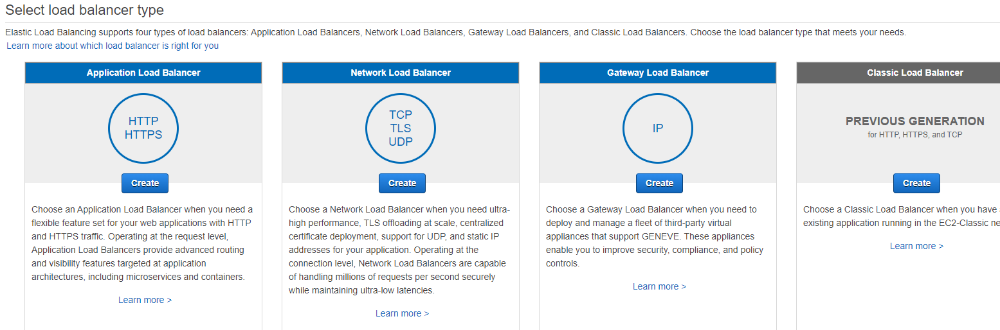 Select load balancer type
Elastic Load Balancing supports four types of load balancers: Application Load Balancers, Network Load Balancers, Gateway Load Balancers, and Classic Load Balancers. Choose the load balancer type that meets your needs.
Learn more about which load balancer is right for you
Application Load Balancer
HTTP
HTTPS
Create
Choose an Application Load Balancer when you need a
flexible feature set for your web applications with HTTP
and HTTPS traffic. Operating at the request level,
Application Load Balancers provide advanced routing
and visibility features targeted at application
architectures, including microservices and containers.
Learn more >
Network Load Balancer
TCP
TLS
UDP
Create
Choose a Network Load Balancer when you need ultra-
high performance, TLS offloading at scale, centralized
certificate deployment, support for UDP, and static IP
addresses for your application. Operating at the
connection level, Network Load Balancers are capable
of handling millions of requests per second securely
while maintaining ultra-low latencies.
Learn more >
Gateway Load Balancer
IP
Create
Choose a Gateway Load Balancer when you need to
deploy and manage a fleet of third-party virtual
appliances that support GENEVE. These appliances
enable you to improve security, compliance, and policy
controls.
Learn more >
Classic Load Balancer
PREVIOUS GENERATION
for HTTP, HTTPS, and TCP
Create
Choose a Classic Load Balancer when you have
existing application running in the EC2-Classic ne
Learn more >